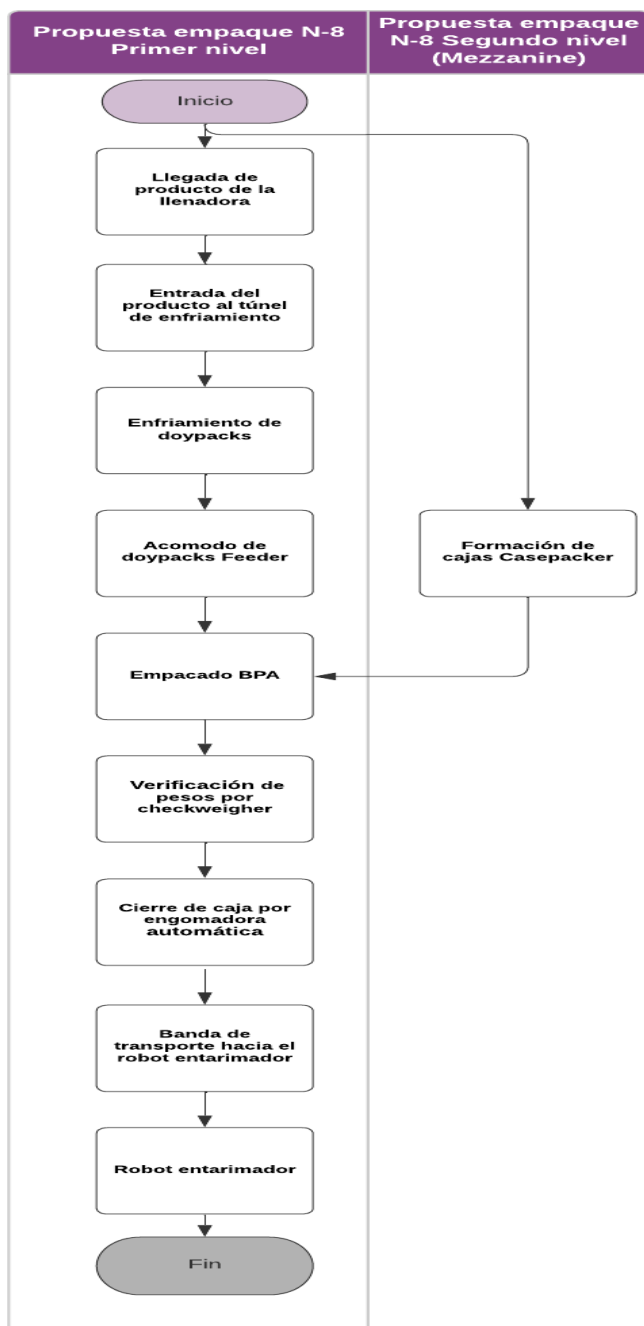 Propuesta empaque N-8
Primer nivel
Propuesta empaque
N-8 Segundo nivel
(Mezzanine)
Inicio
Llegada de
producto de la
llenadora
Entrada del
producto al túnel
de enfriamiento
Enfriamiento de
doypacks
Acomodo de
doypacks Feeder
Formación de
cajas Casepacker
Empacado BPA
Verificación de
pesos por
checkweigher
Cierre de caja por
engomadora
automática
Banda de
transporte hacia el
robot entarimador
Robot entarimador
Fin